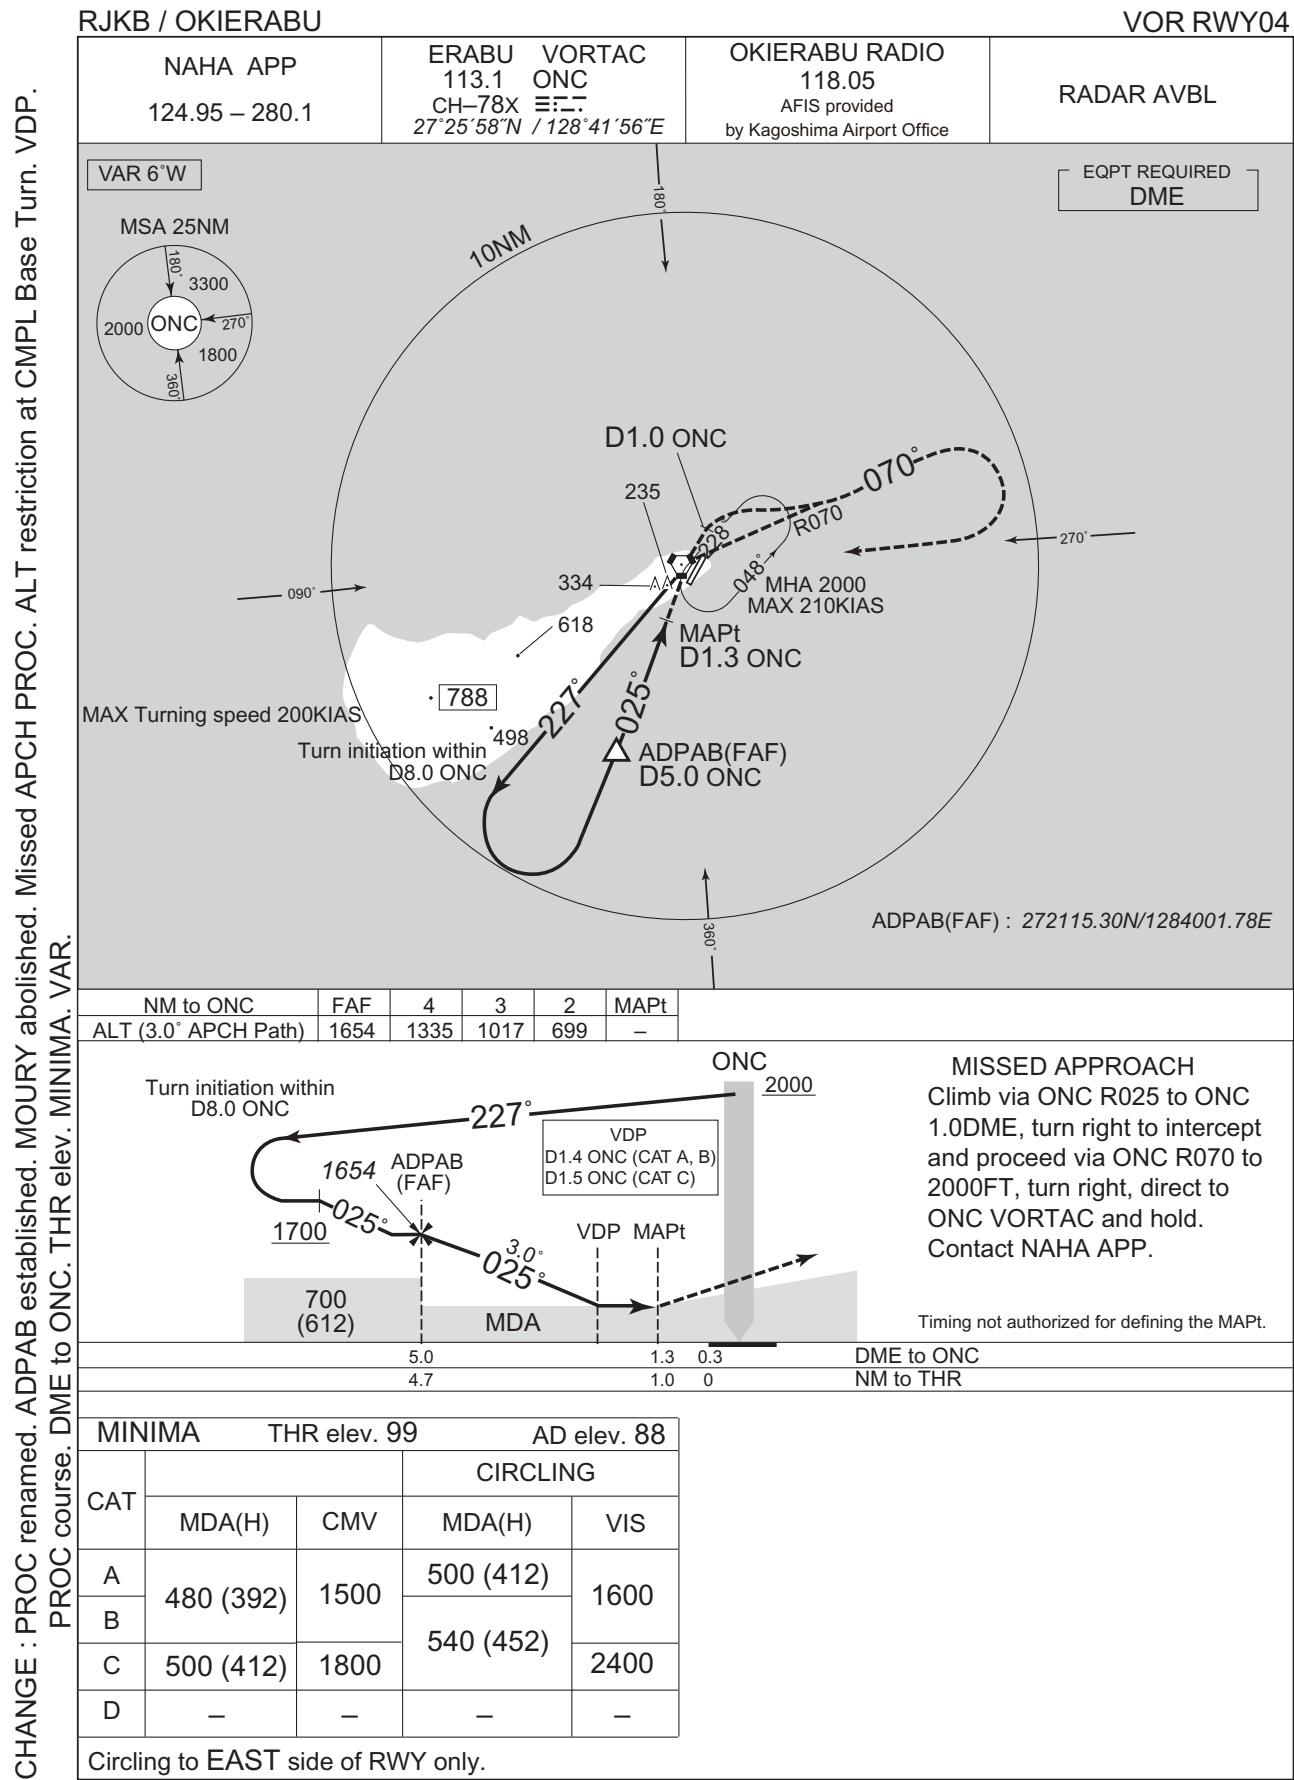 RJKB / OKIERABU
VOR RWY04
NAHA APP
124.95 – 280.1
ERABU VORTAC
113.1 ONC
CH–78X
27˚25´58˝N / 128˚41´56˝E
OKIERABU RADIO
118.05
AFIS provided
by Kagoshima Airport Office
RADAR AVBL
VAR 6˚W
EQPT REQUIRED
DME
MSA 25NM
180˚
3300
2000
ONC
270˚
1800
360˚
10NM
180˚
D1.0 ONC
235
070˚
R070
228˚
270˚
334
048˚
MHA 2000
MAX 210KIAS
090˚
618
MAPt
D1.3 ONC
788
MAX Turning speed 200KIAS
227˚
025˚
498
Turn initiation within
D8.0 ONC
ADPAB(FAF)
D5.0 ONC
360˚
ADPAB(FAF) : 272115.30N/1284001.78E
NM to ONC FAF 4 3 2 MAPt
ALT (3.0˚ APCH Path) 1654 1335 1017 699 –
ONC
2000
Turn initiation within
D8.0 ONC
227˚
VDP
D1.4 ONC (CAT A, B)
D1.5 ONC (CAT C)
1654
ADPAB
(FAF)
1700
025˚
3.0˚
025˚
VDP MAPt
700
(612)
MDA
MISSED APPROACH
Climb via ONC R025 to ONC
1.0DME, turn right to intercept
and proceed via ONC R070 to
2000FT, turn right, direct to
ONC VORTAC and hold.
Contact NAHA APP.
Timing not authorized for defining the MAPt.
5.0 1.3 0.3 DME to ONC
4.7 1.0 0 NM to THR
MINIMA THR elev. 99 AD elev. 88
CAT
CIRCLING
MDA(H) CMV MDA(H) VIS
A 480 (392) 1500 500 (412) 1600
B 540 (452)
C 500 (412) 1800 2400
D – – – –
Circling to EAST side of RWY only.
CHANGE : PROC renamed. ADPAB established. MOURY abolished. Missed APCH PROC. ALT restriction at CMPL Base Turn. VDP.
PROC course. DME to ONC. THR elev. MINIMA. VAR.